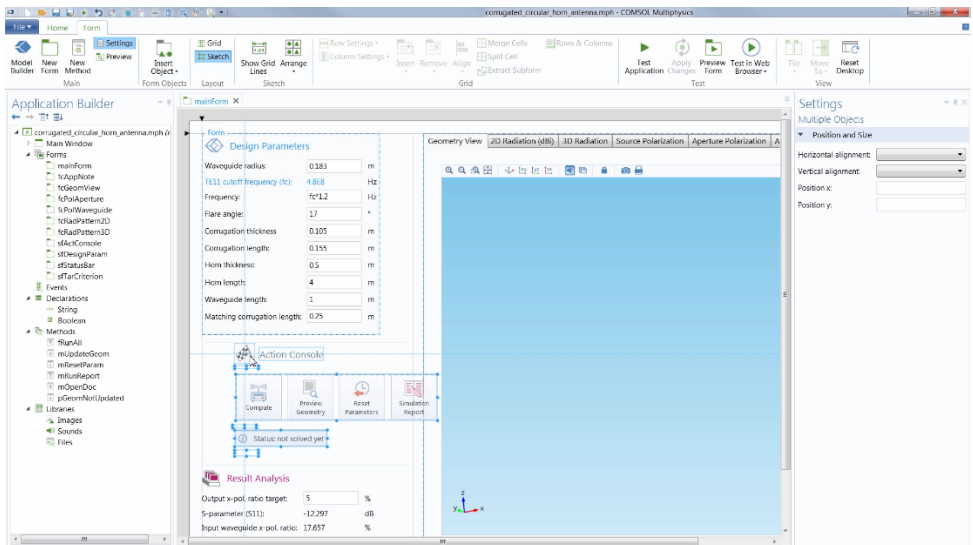 corrugated_circular_horn_antenna.mph - COMSOL Multiphysics
File Home Form
Model Builder
New Form
New Method
Settings
Preview
Main
Insert Object
Form Objects
Grid
Sketch
Layout
Show Grid Lines
Arrange
Sketch
Row Settings
Column Settings
Insert
Remove
Align
Merge Cells
Split Cell
Extract Subform
Rows & Columns
Grid
Test Application
Apply Changes
Preview Form
Test in Web Browser
Test
Tile
Move To
Reset Desktop
View
Application Builder
corrugated_circular_horn_antenna.mph (r
Main Window
Forms
mainForm
fcAppNote
fcGeomView
fcPolAperture
fcPolWaveguide
fcRadPattern2D
fcRadPattern3D
sfActConsole
sfDesignParam
sfStatusBar
sfTarCriterion
Events
Declarations
String
Boolean
Methods
fRunAll
mUpdateGeom
mResetParam
mRunReport
mOpenDoc
pGeomNotUpdated
Libraries
Images
Sounds
Files
mainForm
Form
Design Parameters
Waveguide radius: 0.183 m
TE11 cutoff frequency (fc): 4.8E8 Hz
Frequency: fc*1.2 Hz
Flare angle: 17 °
Corrugation thickness 0.105 m
Corrugation length: 0.155 m
Horn thickness: 0.5 m
Horn length: 4 m
Waveguide length: 1 m
Matching corrugation length: 0.25 m
Action Console
Compute
Preview Geometry
Reset Parameters
Simulation Report
Status: not solved yet
Result Analysis
Output x-pol. ratio target: 5 %
S-parameter (S11): -12.297 dB
Input waveguide x-pol. ratio: 17.657 %
Geometry View 2D Radiation (dBi) 3D Radiation Source Polarization Aperture Polarization A
z
y x
Settings
Multiple Objects
Position and Size
Horizontal alignment:
Vertical alignment:
Position x:
Position y: